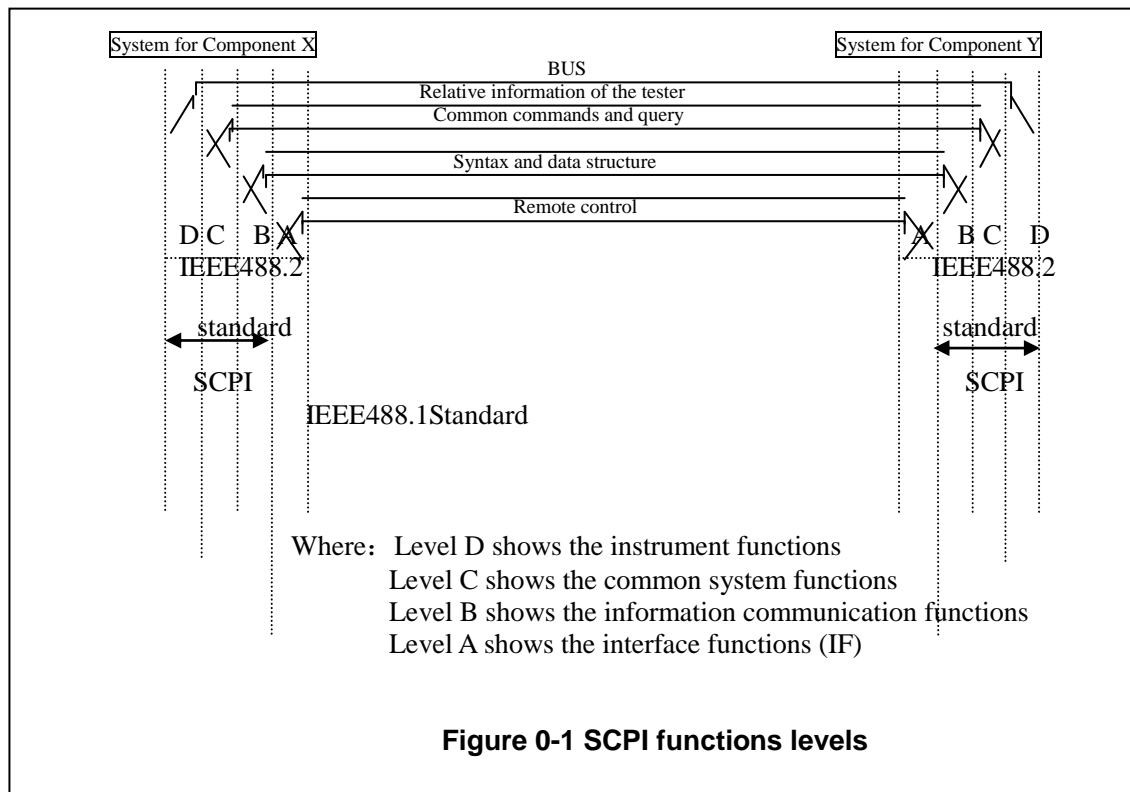 System for Component X
System for Component Y
BUS
Relative information of the tester
Common commands and query
Syntax and data structure
Remote control
D C B A
A B C D
IEEE488.2
IEEE488.2
standard
standard
SCPI
SCPI
IEEE488.1Standard
Where：Level D shows the instrument functions
Level C shows the common system functions
Level B shows the information communication functions
Level A shows the interface functions (IF)
Figure 0-1 SCPI functions levels